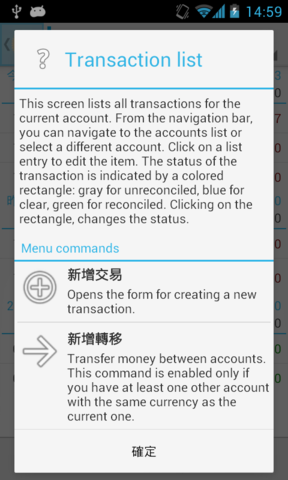 14:59
Transaction list
This screen lists all transactions for the
current account. From the navigation bar,
you can navigate to the accounts list or
select a different account. Click on a list
entry to edit the item. The status of the
transaction is indicated by a colored
rectangle: gray for unreconciled, blue for
clear, green for reconciled. Clicking on the
rectangle, changes the status.
Menu commands
新增交易
Opens the form for creating a new
transaction.
新增轉移
Transfer money between accounts.
This command is enabled only if
you have at least one other account
with the same currency as the
current one.
確定